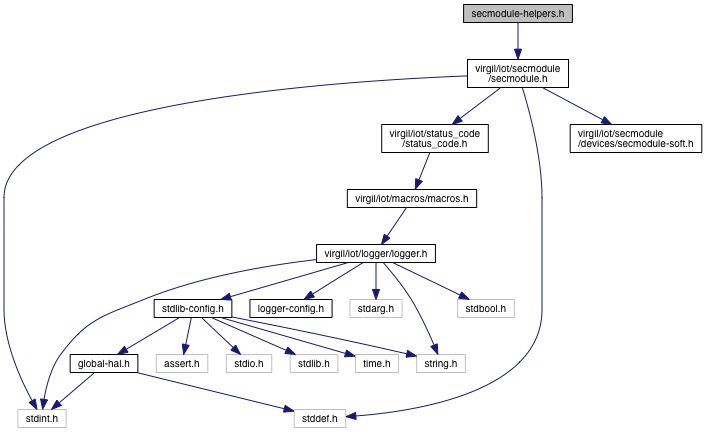 secmodule-helpers.h
virgil/iot/secmodule
/secmodule.h
virgil/iot/status_code
/status_code.h
virgil/iot/secmodule
/devices/secmodule-soft.h
virgil/iot/macros/macros.h
virgil/iot/logger/logger.h
stdlib-config.h
logger-config.h
stdarg.h
stdbool.h
global-hal.h
assert.h
stdio.h
stdlib.h
time.h
string.h
stdint.h
stddef.h